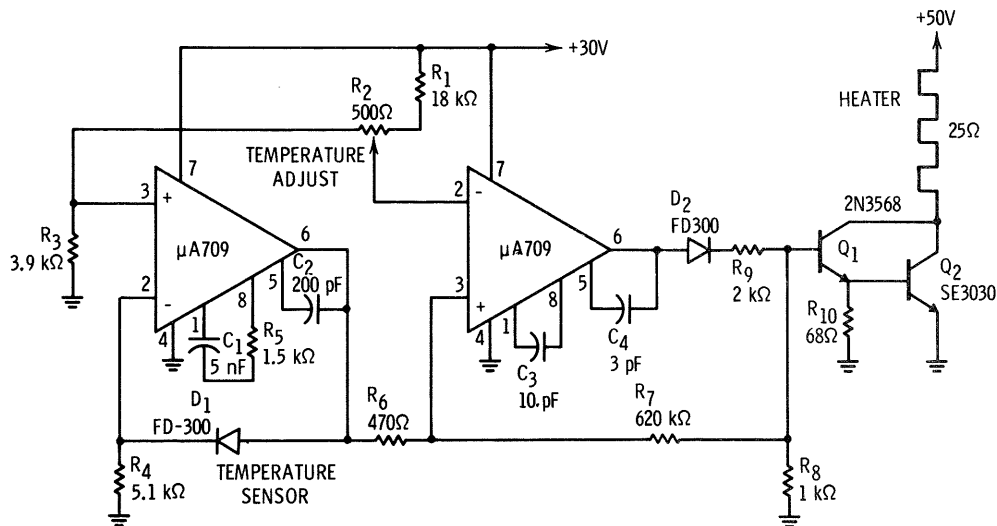 +50V
+30V
R1
18 kΩ
R2
500Ω
HEATER
25Ω
TEMPERATURE
ADJUST
7
7
3
+
2
-
D2
FD300
2N3568
R3
3.9 kΩ
μA709
6
μA709
6
Q1
Q2
SE3030
C2
200 pF
R9
2 kΩ
2
-
5
8
3
+
5
8
R10
68Ω
1
4
C1
5 nF
R5
1.5 kΩ
1
4
C3
10.pF
C4
3 pF
D1
FD-300
R6
470Ω
R7
620 kΩ
TEMPERATURE
SENSOR
R4
5.1 kΩ
R8
1 kΩ